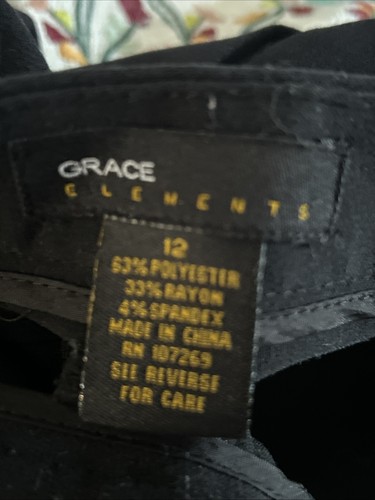 GRACE
ELEMENTS
12
63% POLYESTER
33% RAYON
4% SPANDEX
MADE IN CHINA
RN 107269
SEE REVERSE
FOR CARE